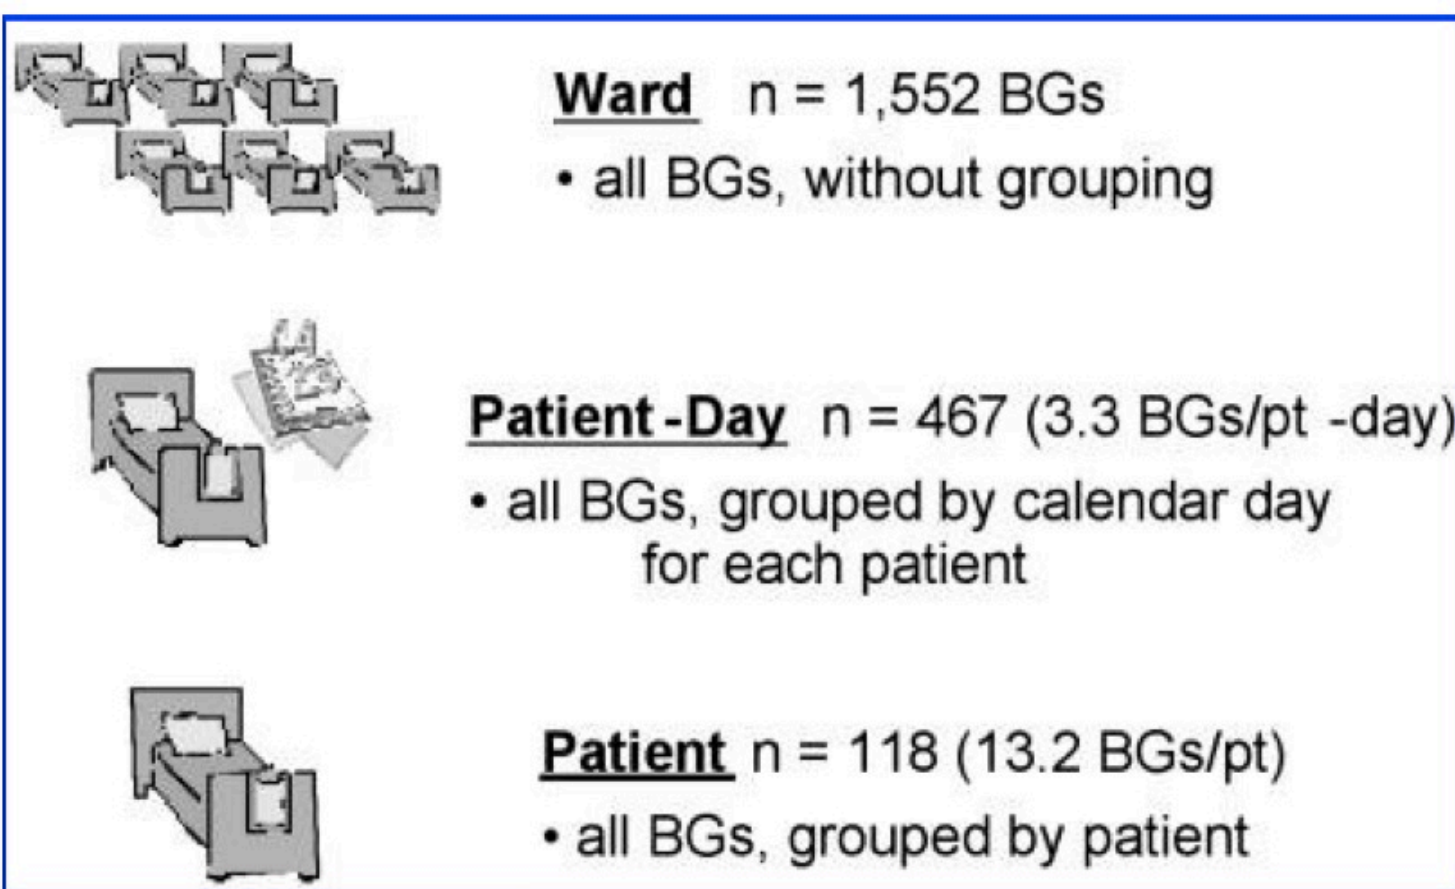 Ward n = 1,552 BGs
• all BGs, without grouping
Patient-Day n = 467 (3.3 BGs/pt -day)
• all BGs, grouped by calendar day
for each patient
Patient n = 118 (13.2 BGs/pt)
• all BGs, grouped by patient